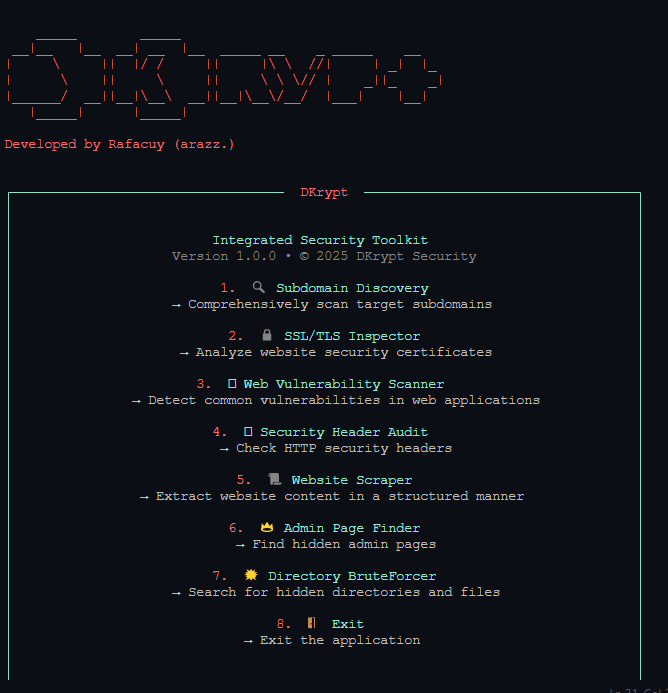 DKrypt
Developed by Rafacuy (arazz.)
DKrypt
Integrated Security Toolkit
Version 1.0.0 • © 2025 DKrypt Security
1. 🔍 Subdomain Discovery
→ Comprehensively scan target subdomains
2. 🔒 SSL/TLS Inspector
→ Analyze website security certificates
3. Web Vulnerability Scanner
→ Detect common vulnerabilities in web applications
4. Security Header Audit
→ Check HTTP security headers
5. 📜 Website Scraper
→ Extract website content in a structured manner
6. 👑 Admin Page Finder
→ Find hidden admin pages
7. Directory BruteForcer
→ Search for hidden directories and files
8. 🚪 Exit
→ Exit the application